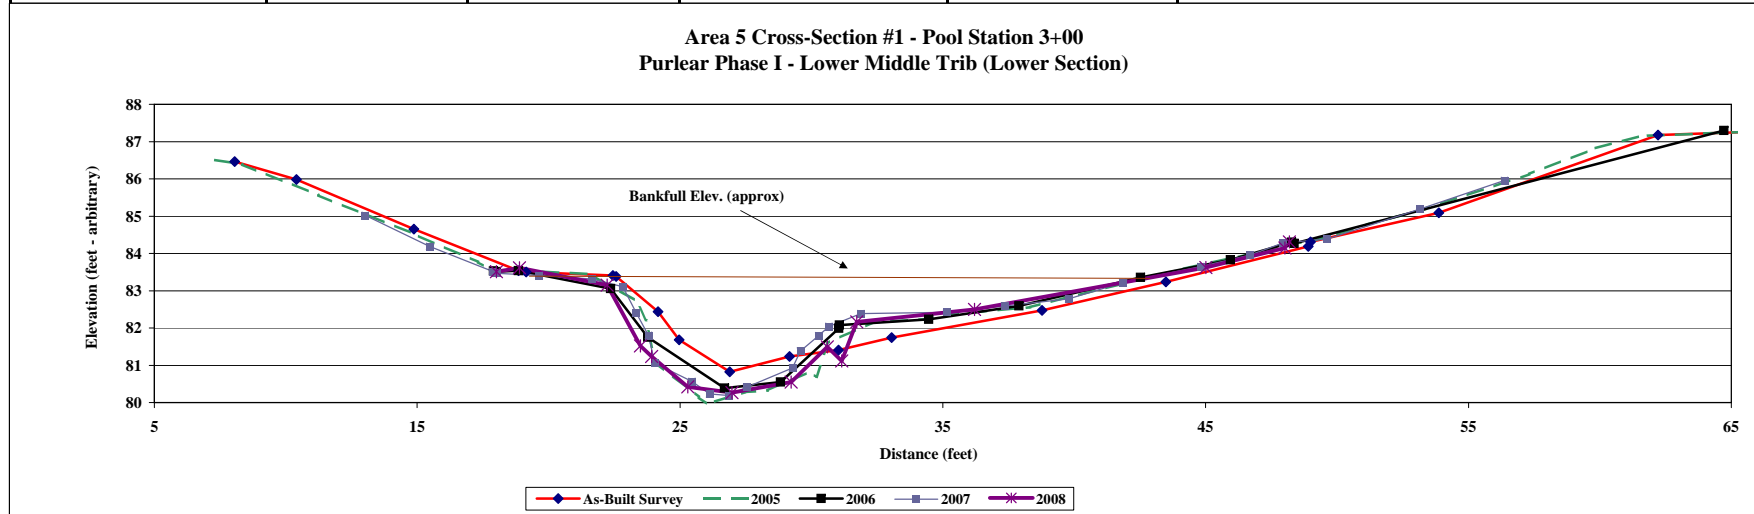 Area 5 Cross-Section #1 - Pool Station 3+00
Purlear Phase I - Lower Middle Trib (Lower Section)
88
87
86
85
84
83
82
81
80
Elevation (feet - arbitrary)
Bankfull Elev. (approx)
5 15 25 35 45 55 65
Distance (feet)
As-Built Survey 2005 2006 2007 2008